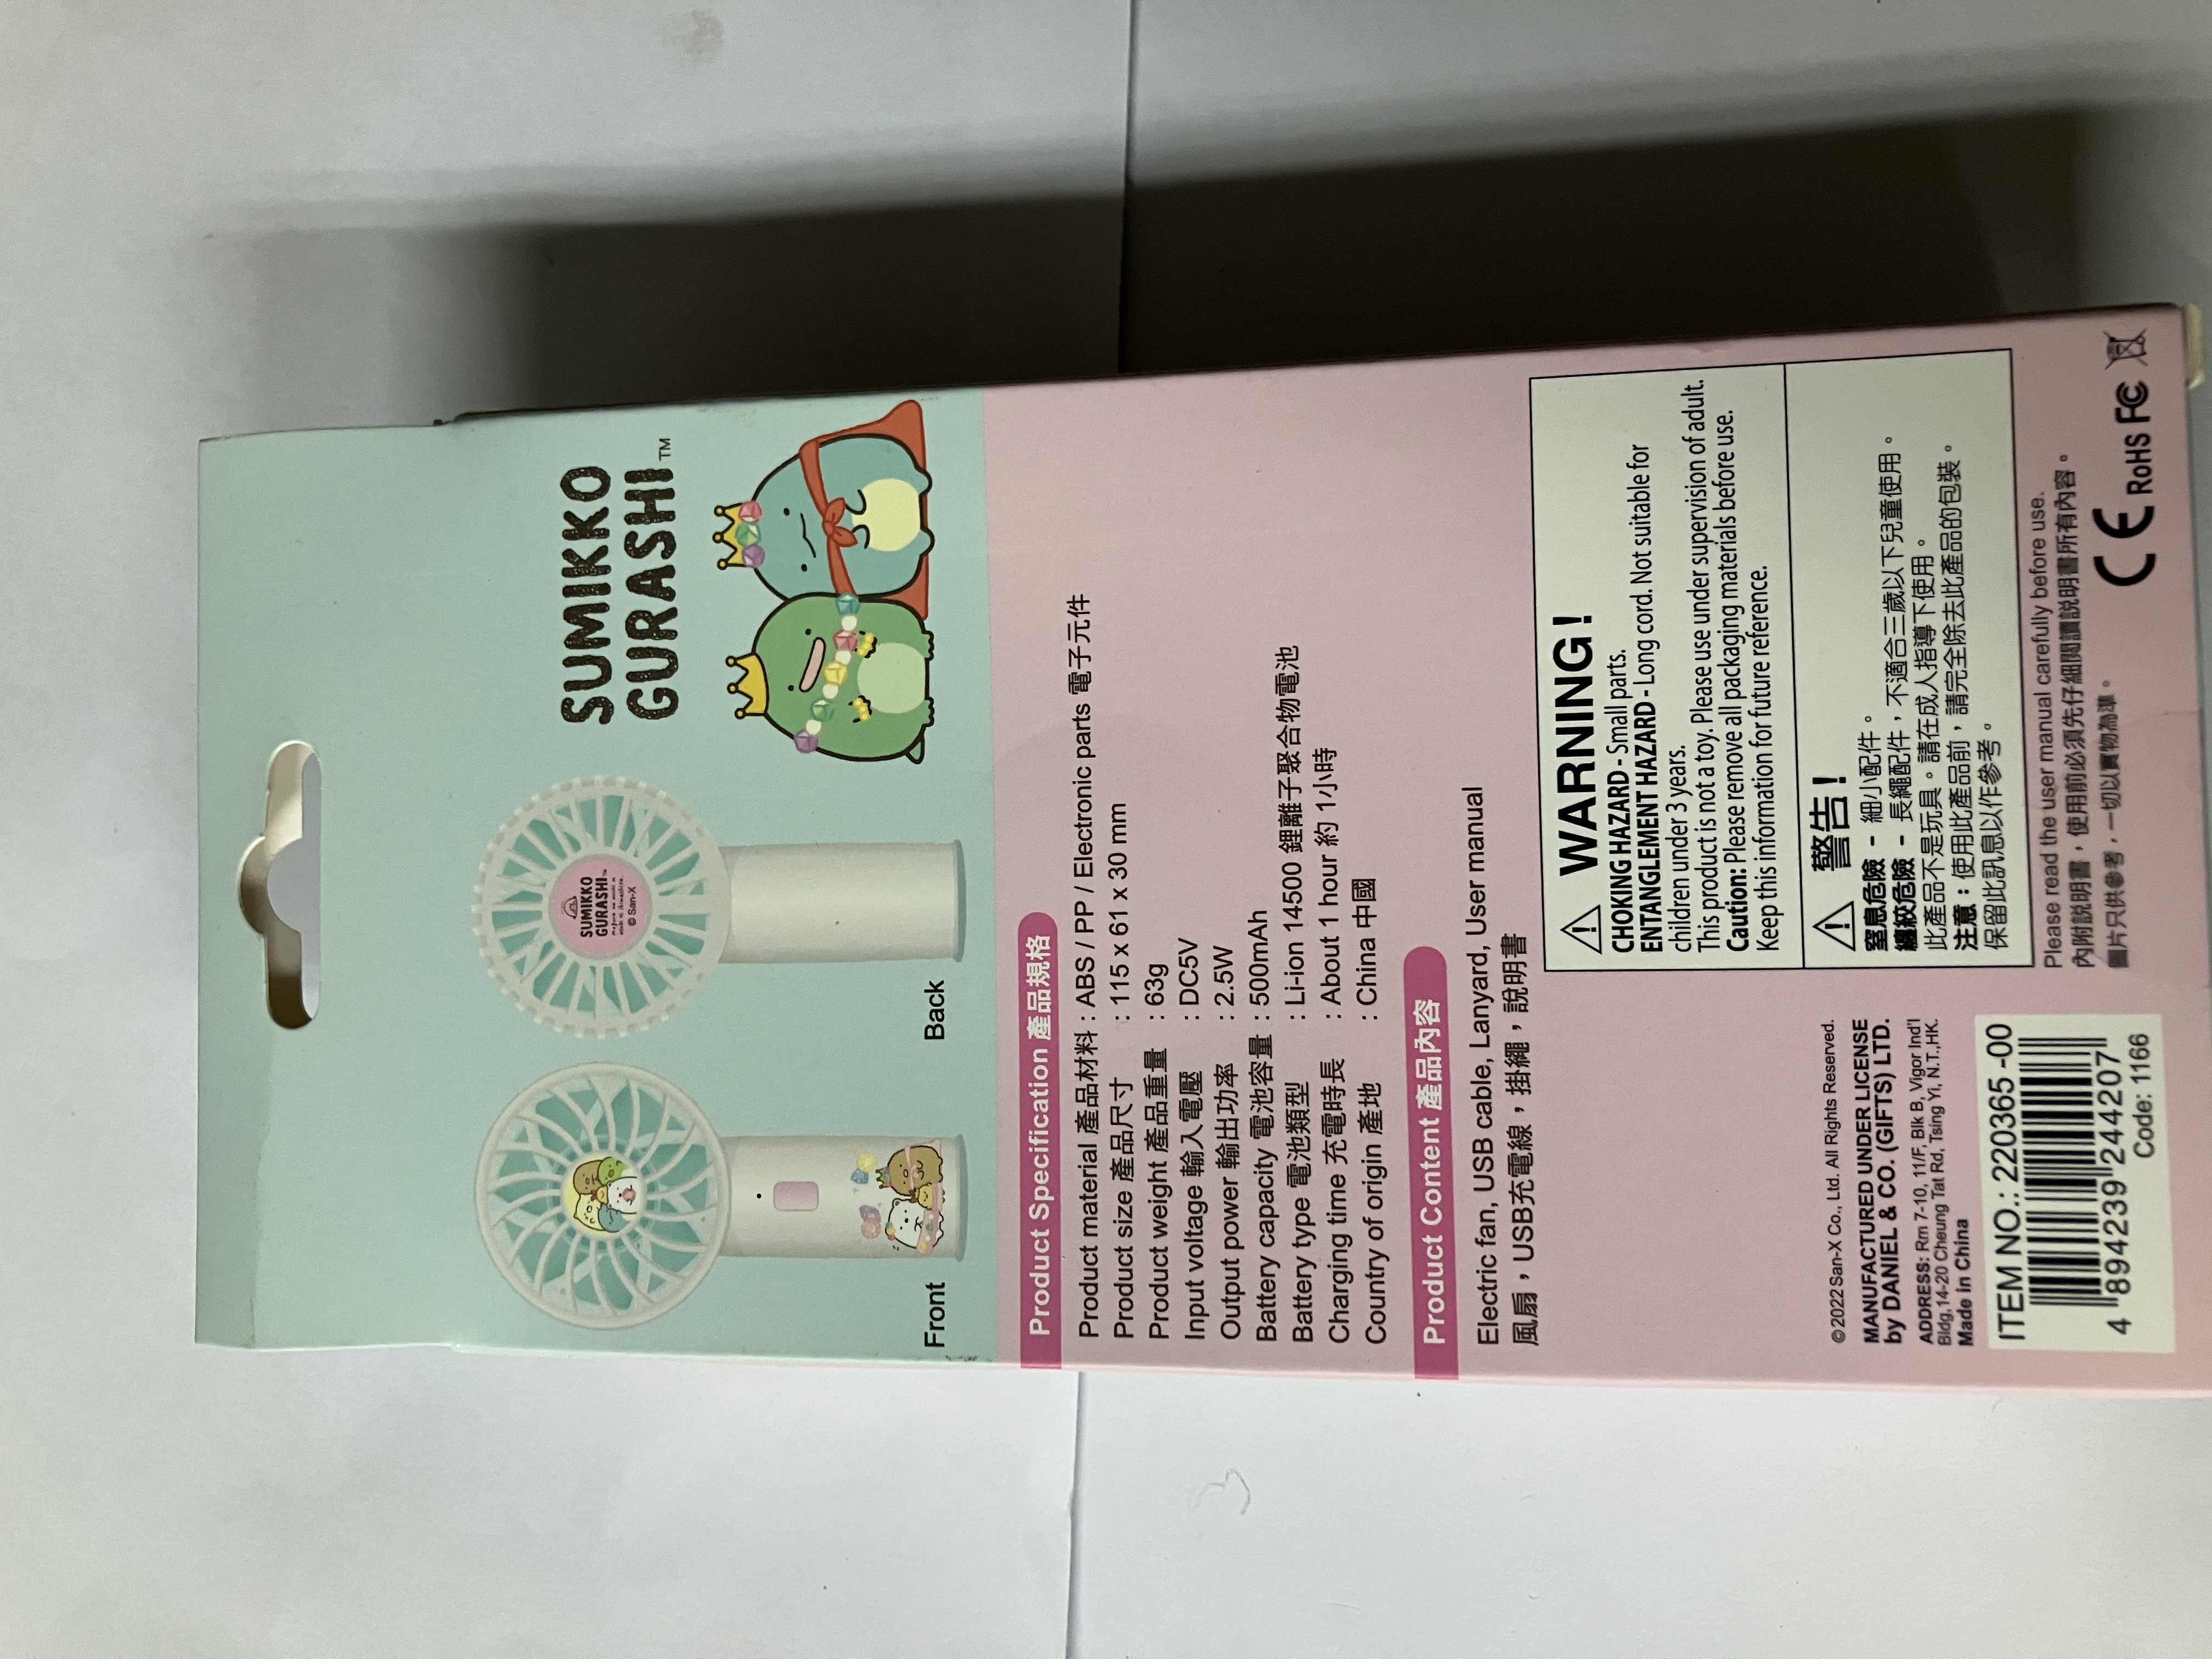 SUMIKKO
GURASHI™
SUMIKKO
GURASHI™
© San-X
Front
Back
Product Specification 產品規格
Product material 產品材料 : ABS / PP / Electronic parts 電子元件
Product size 產品尺寸 : 115 x 61 x 30 mm
Product weight 產品重量 : 63g
Input voltage 輸入電壓 : DC5V
Output power 輸出功率 : 2.5W
Battery capacity 電池容量 : 500mAh
Battery type 電池類型 : Li-ion 14500 鋰離子聚合物電池
Charging time 充電時長 : About 1 hour 約 1小時
Country of origin 產地 : China 中國
Product Content 產品內容
Electric fan, USB cable, Lanyard, User manual
風扇，USB充電線，掛繩，說明書
WARNING!
CHOKING HAZARD - Small parts.
ENTANGLEMENT HAZARD - Long cord. Not suitable for
children under 3 years.
This product is not a toy. Please use under supervision of adult.
Caution: Please remove all packaging materials before use.
Keep this information for future reference.
警告!
窒息危險 - 細小配件。
纏絞危險 - 長繩配件，不適合三歲以下兒童使用。
此產品不是玩具。請在成人指導下使用。
注意：使用此產品前，請完全除去此產品的包裝。
保留此訊息以作參考。
©2022 San-X Co., Ltd. All Rights Reserved.
MANUFACTURED UNDER LICENSE
by DANIEL & CO. (GIFTS) LTD.
ADDRESS: Rm 7-10, 11/F, Blk B, Vigor Ind'l
Bldg,14-20 Cheung Tat Rd, Tsing Yi, N.T.,HK.
Made in China
ITEM NO.: 220365 -00
4 894239 244207
Code: 1166
Please read the user manual carefully before use.
內附說明書，使用前必須先仔細閱讀說明書所有內容。
圖片只供參考，一切以實物為準。
CE RoHS FC